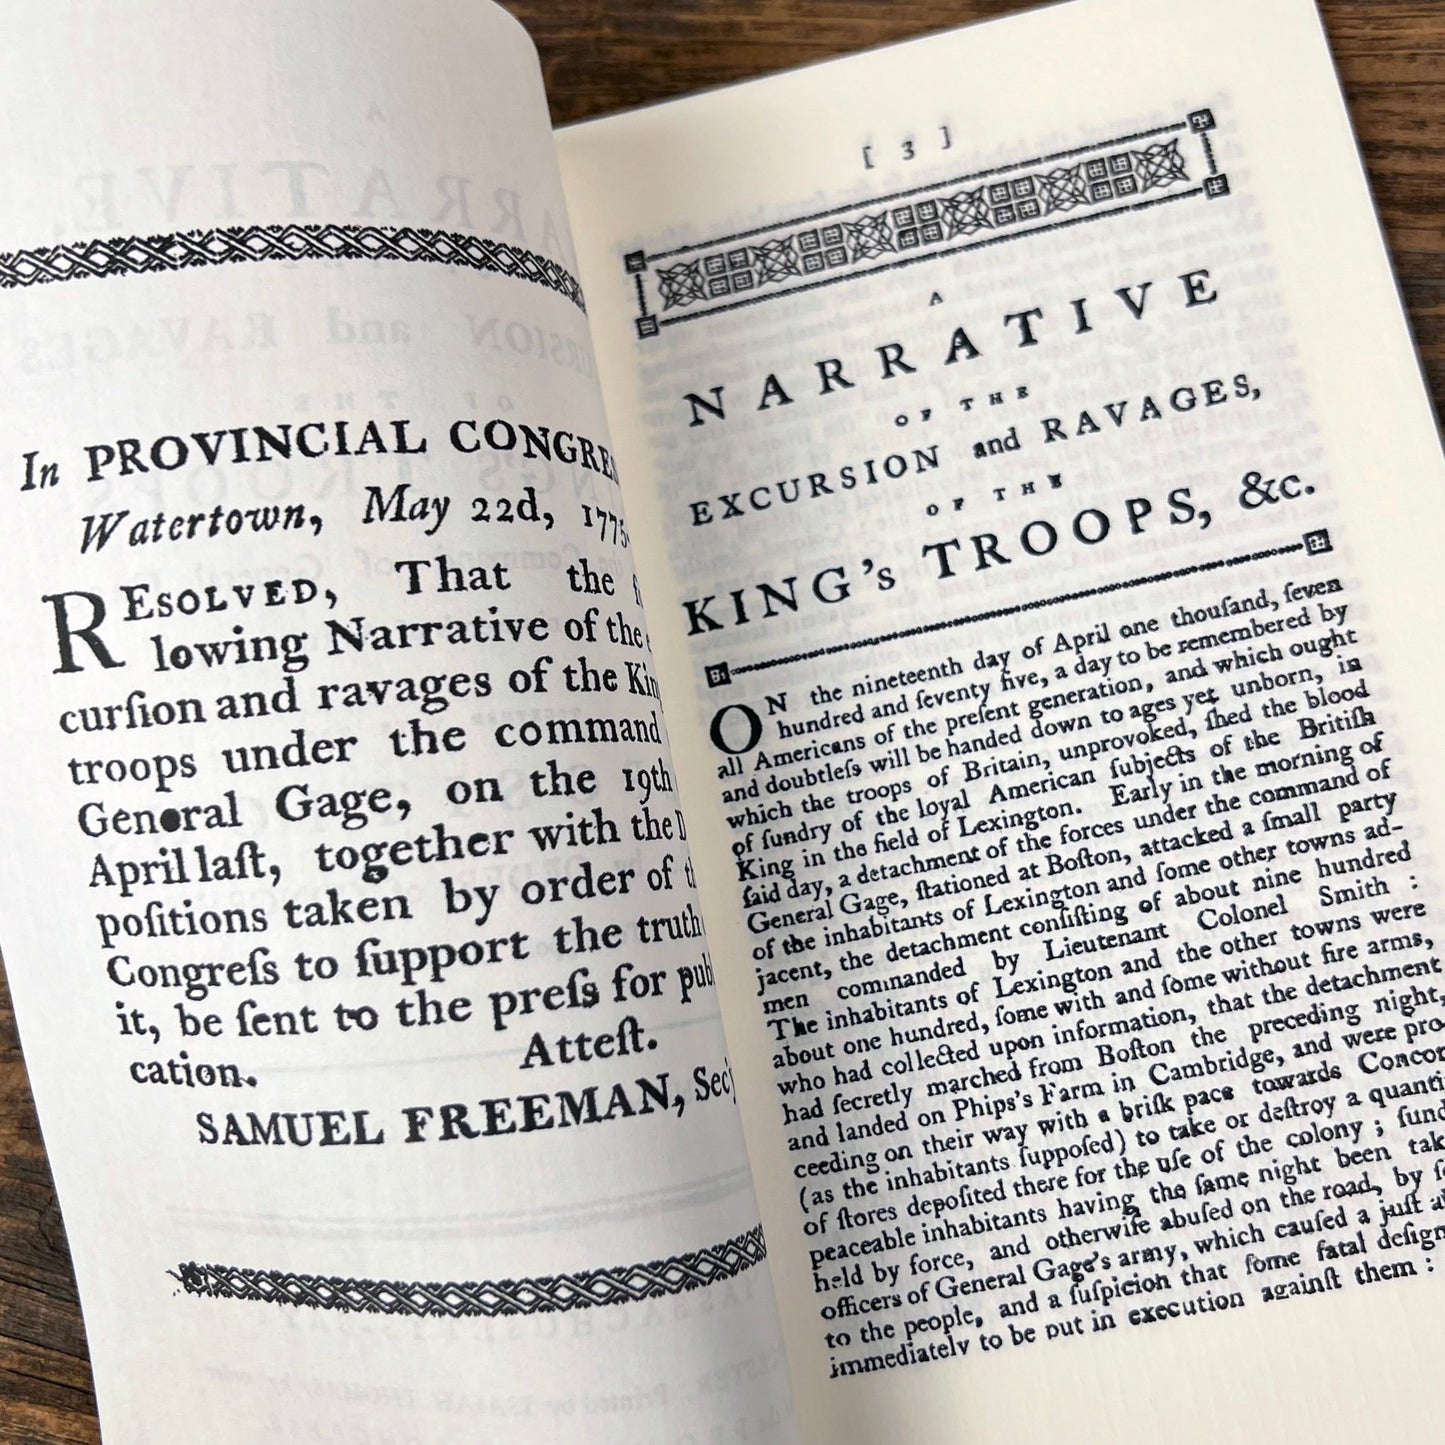 In PROVINCIAL CONGRE
Watertown, May 22d, 1775.
RESOLVED, That the f
lowing Narrative of the e
curſion and ravages of the Kin
troops under the command
General Gage, on the 19th
April laſt, together with the D
poſitions taken by order of th
Congreſs to ſupport the truth
it, be ſent to the preſs for publ
cation.
Atteſt.
SAMUEL FREEMAN, Sec
[ 3 ]
A
NARRATIVE
OF THE
EXCURSION and RAVAGES,
OF THE
KING's TROOPS, &c.
ON the nineteenth day of April one thouſand, ſeven
hundred and ſeventy five, a day to be remembered by
all Americans of the preſent generation, and which ought
and doubtleſs will be handed down to ages yet unborn, in
which the troops of Britain, unprovoked, ſhed the blood
of ſundry of the loyal American ſubjects of the Britiſh
King in the field of Lexington. Early in the morning of
ſaid day, a detachment of the forces under the command of
General Gage, ſtationed at Boſton, attacked a ſmall party
of the inhabitants of Lexington and ſome other towns ad-
jacent, the detachment conſiſting of about nine hundred
men commanded by Lieutenant Colonel Smith :
The inhabitants of Lexington and the other towns were
about one hundred, ſome with and ſome without fire arms,
who had collected upon information, that the detachment
had ſecretly marched from Boſton the preceding night,
and landed on Phips's Farm in Cambridge, and were pro
ceeding on their way with a briſk pace towards Concor
(as the inhabitants ſuppoſed) to take or deſtroy a quanti
of ſtores depoſited there for the uſe of the colony ; ſund
peaceable inhabitants having the ſame night been tak
held by force, and otherwiſe abuſed on the road, by ſo
officers of General Gage's army, which cauſed a juſt al
to the people, and a ſuſpicion that ſome fatal deſign
immediately to be put in execution againſt them :